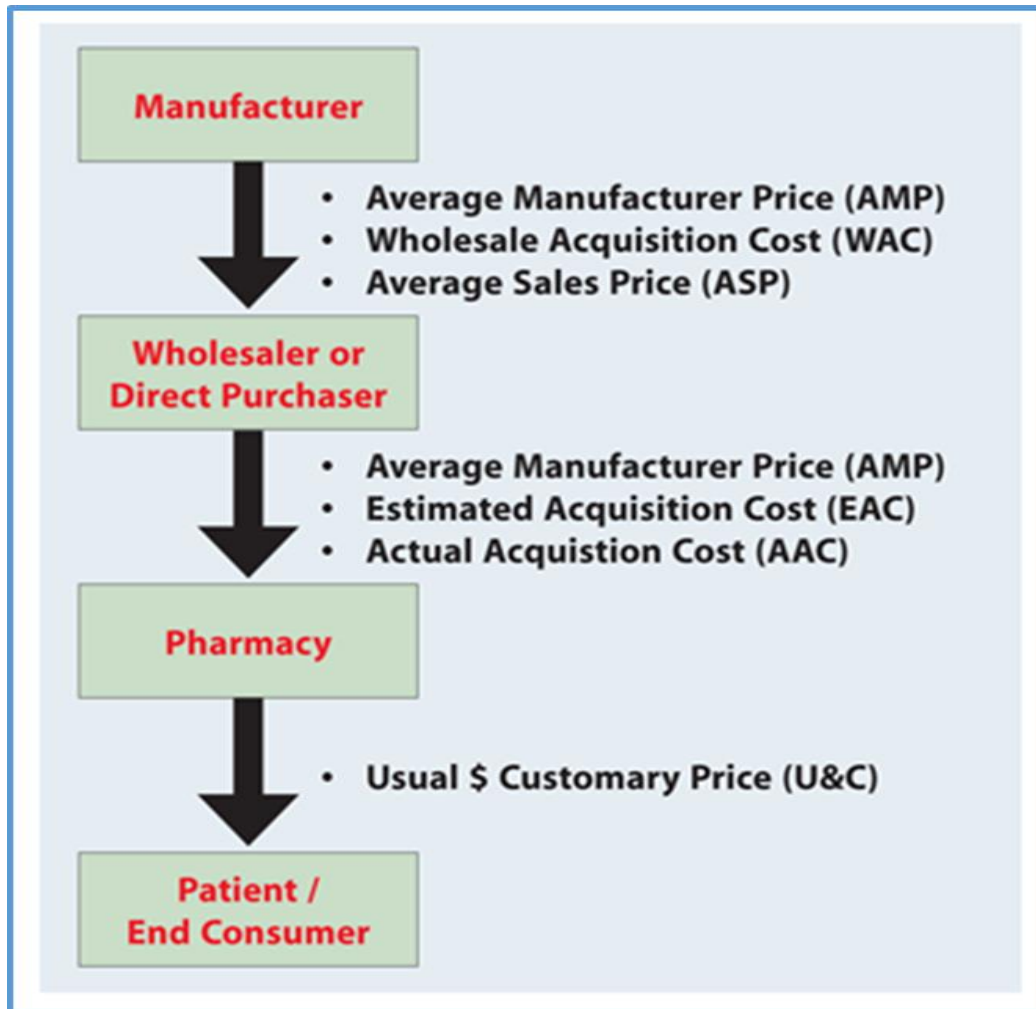 Manufacturer
• Average Manufacturer Price (AMP)
• Wholesale Acquisition Cost (WAC)
• Average Sales Price (ASP)
Wholesaler or
Direct Purchaser
• Average Manufacturer Price (AMP)
• Estimated Acquisition Cost (EAC)
• Actual Acquistion Cost (AAC)
Pharmacy
• Usual $ Customary Price (U&C)
Patient /
End Consumer